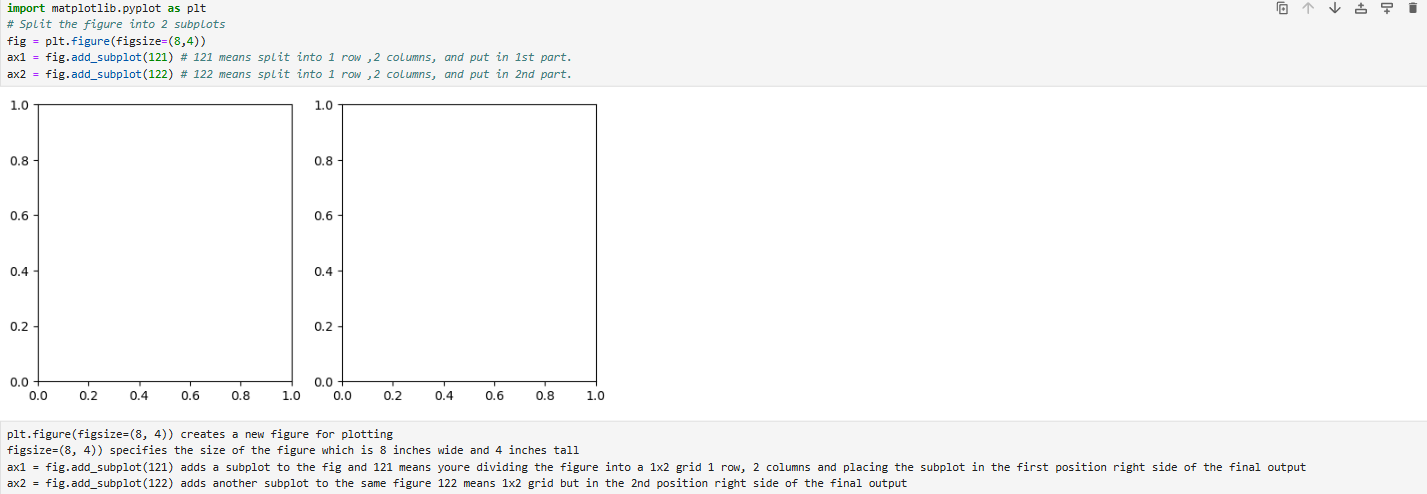 import matplotlib.pyplot as plt
# Split the figure into 2 subplots
fig = plt.figure(figsize=(8,4))
ax1 = fig.add_subplot(121) # 121 means split into 1 row ,2 columns, and put in 1st part.
ax2 = fig.add_subplot(122) # 122 means split into 1 row ,2 columns, and put in 2nd part.
1.0 1.0
0.8 0.8
0.6 0.6
0.4 0.4
0.2 0.2
0.0 0.0
0.0 0.2 0.4 0.6 0.8 1.0 0.0 0.2 0.4 0.6 0.8 1.0
plt.figure(figsize=(8, 4)) creates a new figure for plotting
figsize=(8, 4)) specifies the size of the figure which is 8 inches wide and 4 inches tall
ax1 = fig.add_subplot(121) adds a subplot to the fig and 121 means youre dividing the figure into a 1x2 grid 1 row, 2 columns and placing the subplot in the first position right side of the final output
ax2 = fig.add_subplot(122) adds another subplot to the same figure 122 means 1x2 grid but in the 2nd position right side of the final output